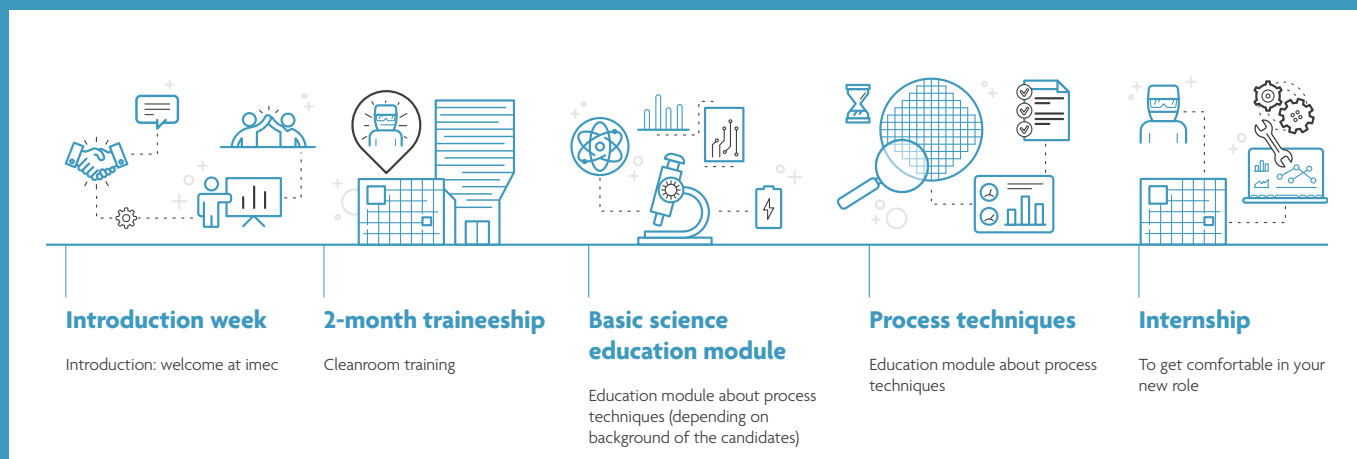 Introduction week
Introduction: welcome at imec
2-month traineeship
Cleanroom training
Basic science
education module
Education module about process
techniques (depending on
background of the candidates)
Process techniques
Education module about process
techniques
Internship
To get comfortable in your
new role